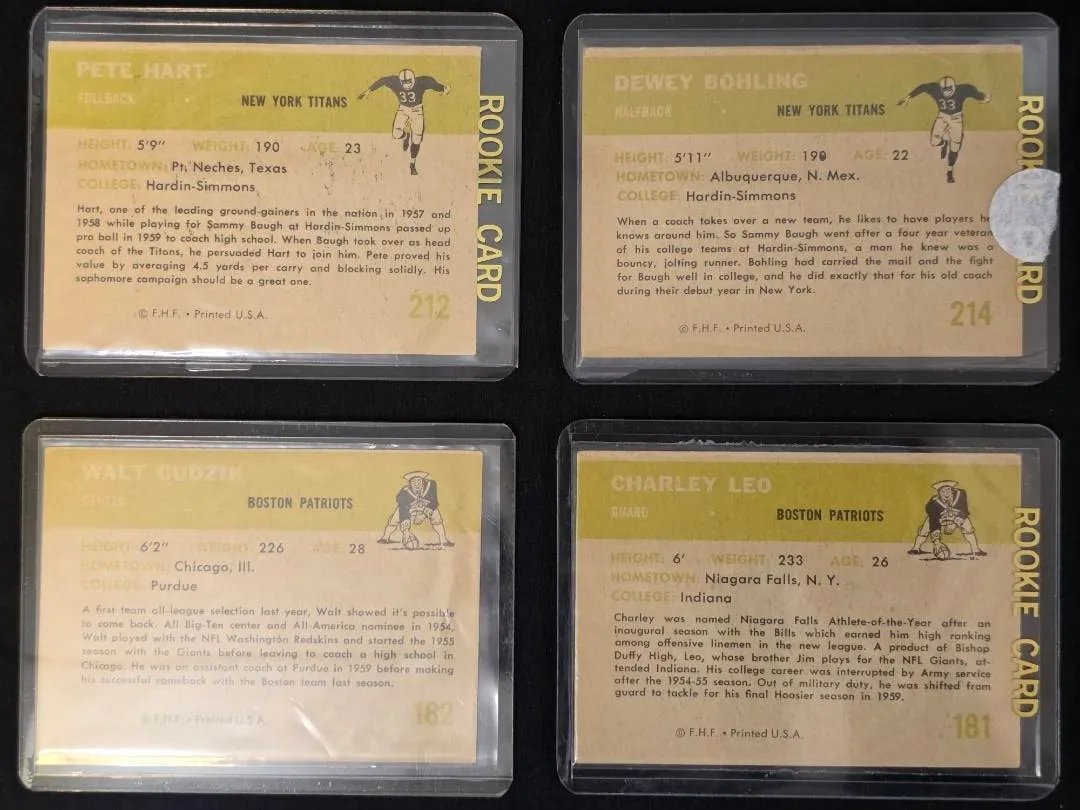 PETE HART
FULLBACK
NEW YORK TITANS
33
HEIGHT: 5'9" WEIGHT: 190 AGE: 23
HOMETOWN: Pt. Neches, Texas
COLLEGE: Hardin-Simmons
Hart, one of the leading ground-gainers in the nation in 1957 and
1958 while playing for Sammy Baugh at Hardin-Simmons passed up
pro ball in 1959 to coach high school. When Baugh took over as head
coach of the Titans, he persuaded Hart to join him. Pete proved his
value by averaging 4.5 yards per carry and blocking solidly. His
sophomore campaign should be a great one.
212
© F.H.F. • Printed U.S.A.
ROOKIE CARD
DEWEY BOHLING
HALFBACK
NEW YORK TITANS
33
HEIGHT: 5'11" WEIGHT: 190 AGE: 22
HOMETOWN: Albuquerque, N. Mex.
COLLEGE: Hardin-Simmons
When a coach takes over a new team, he likes to have players he
knows around him. So Sammy Baugh went after a four year veteran
of his college teams at Hardin-Simmons, a man he knew was a
bouncy, jolting runner. Bohling had carried the mail and the fight
for Baugh well in college, and he did exactly that for his old coach
during their debut year in New York.
214
© F.H.F. • Printed U.S.A.
WALT CUDZIK
CENTER
BOSTON PATRIOTS
HEIGHT: 6'2" WEIGHT: 226 AGE: 28
HOMETOWN: Chicago, Ill.
COLLEGE: Purdue
A first team all-league selection last year, Walt showed it's possible
to come back. All Big-Ten center and All-America nominee in 1954,
Walt played with the NFL Washington Redskins and started the 1955
season with the Giants before leaving to coach a high school in
Chicago. He was an assistant coach at Purdue in 1959 before making
his successful comeback with the Boston team last season.
182
© F.H.F. • Printed U.S.A.
CHARLEY LEO
GUARD
BOSTON PATRIOTS
HEIGHT: 6' WEIGHT: 233 AGE: 26
HOMETOWN: Niagara Falls, N. Y.
COLLEGE: Indiana
Charley was named Niagara Falls Athlete-of-the-Year after an
inaugural season with the Bills which earned him high ranking
among offensive linemen in the new league. A product of Bishop
Duffy High, Leo, whose brother Jim plays for the NFL Giants, at-
tended Indiana. His college career was interrupted by Army service
after the 1954-55 season. Out of military duty, he was shifted from
guard to tackle for his final Hoosier season in 1959.
181
© F.H.F. • Printed U.S.A.
ROOKIE CARD